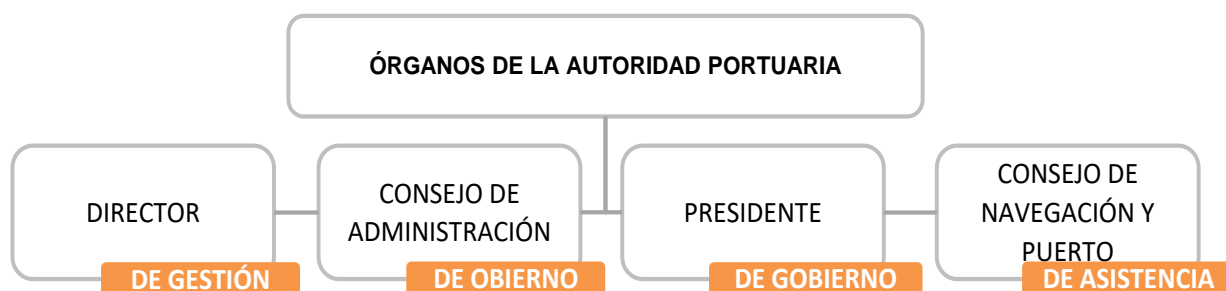 ÓRGANOS DE LA AUTORIDAD PORTUARIA
DIRECTOR
DE GESTIÓN
CONSEJO DE
ADMINISTRACIÓN
DE OBIERNO
PRESIDENTE
DE GOBIERNO
CONSEJO DE
NAVEGACIÓN Y
PUERTO
DE ASISTENCIA